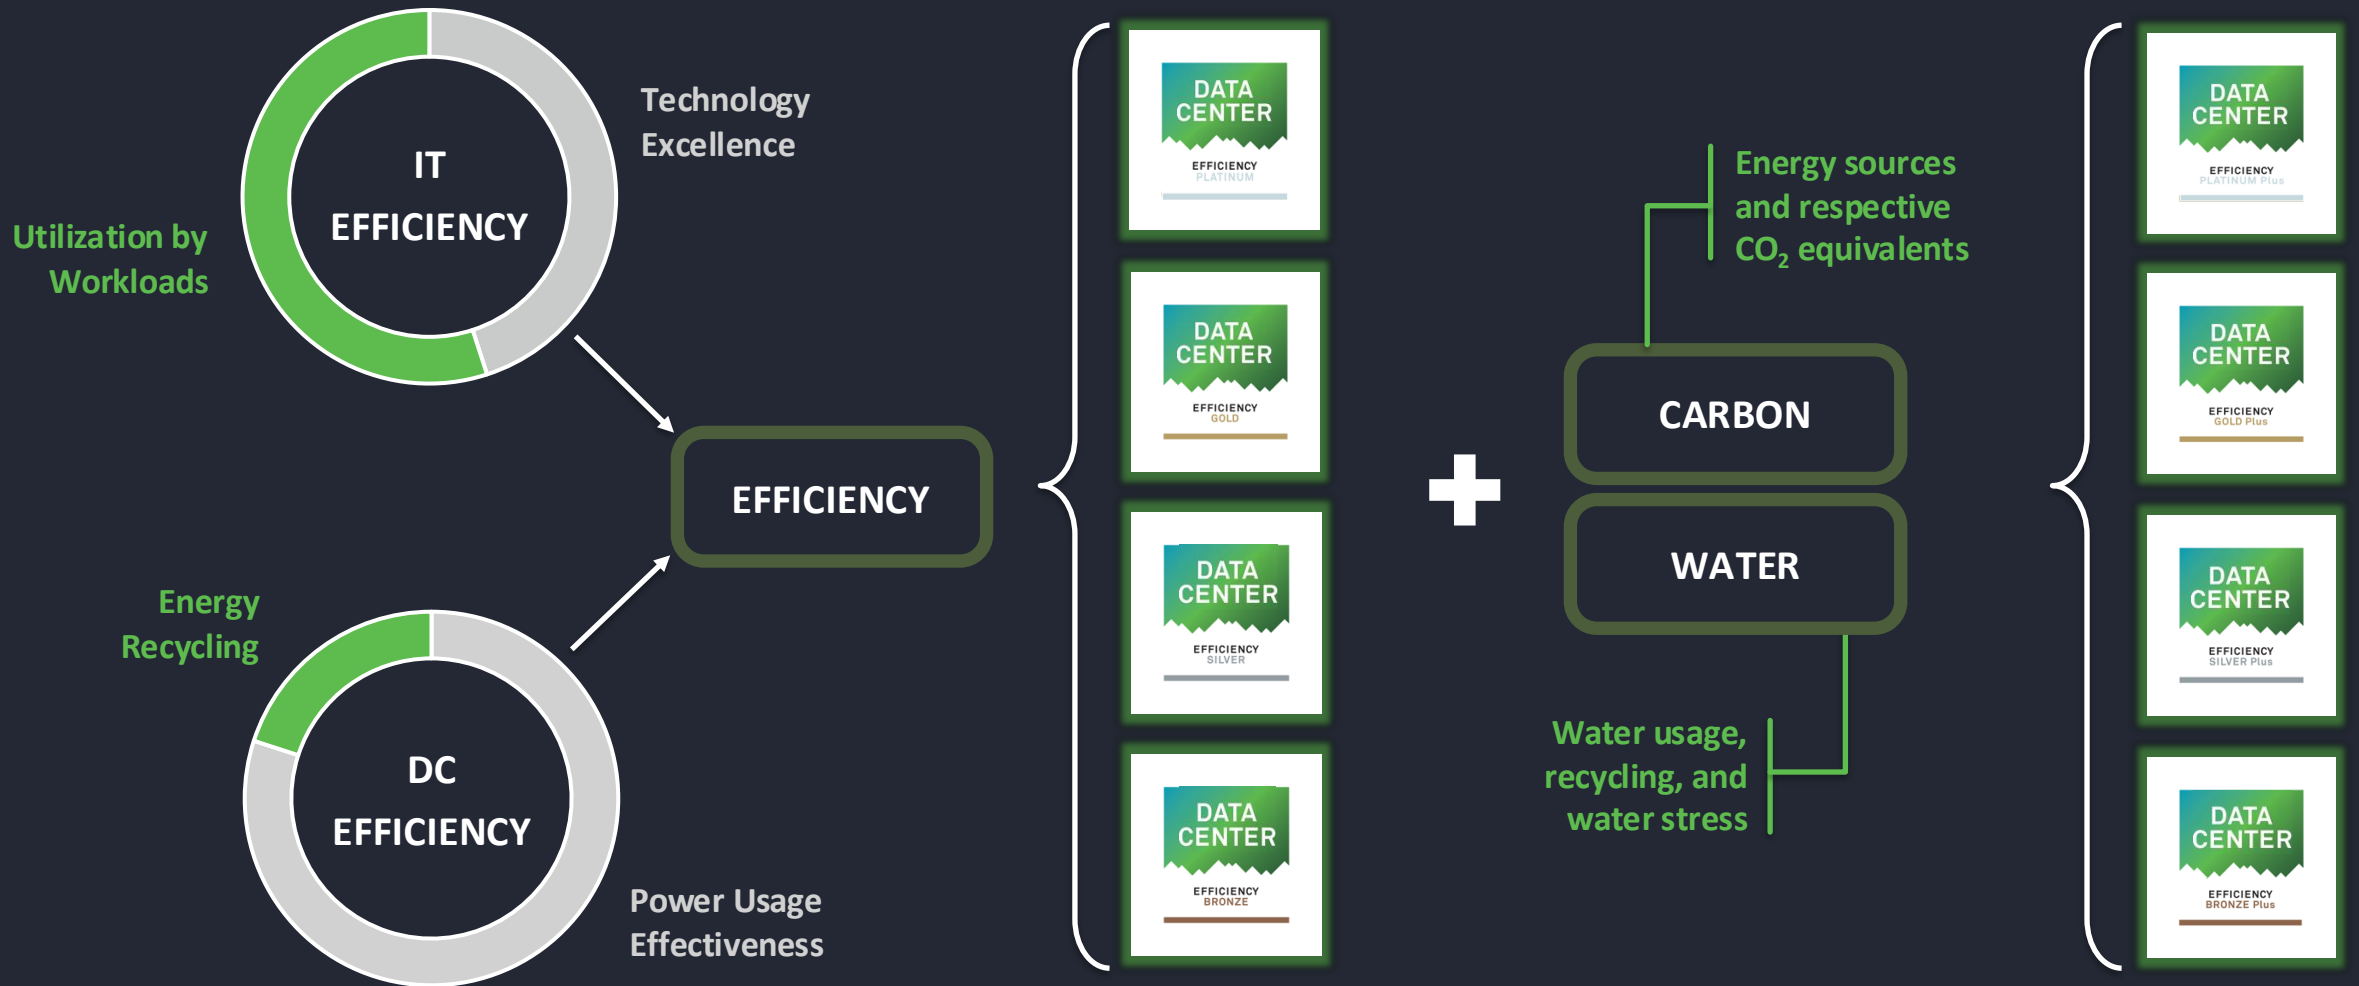 IT
EFFICIENCY
Technology
Excellence
Utilization by
Workloads
Energy
Recycling
DC
EFFICIENCY
Power Usage
Effectiveness
EFFICIENCY
DATA
CENTER
EFFICIENCY
PLATINUM
DATA
CENTER
EFFICIENCY
GOLD
DATA
CENTER
EFFICIENCY
SILVER
DATA
CENTER
EFFICIENCY
BRONZE
Energy sources
and respective
CO₂ equivalents
CARBON
WATER
Water usage,
recycling, and
water stress
DATA
CENTER
EFFICIENCY
PLATINUM Plus
DATA
CENTER
EFFICIENCY
GOLD Plus
DATA
CENTER
EFFICIENCY
SILVER Plus
DATA
CENTER
EFFICIENCY
BRONZE Plus